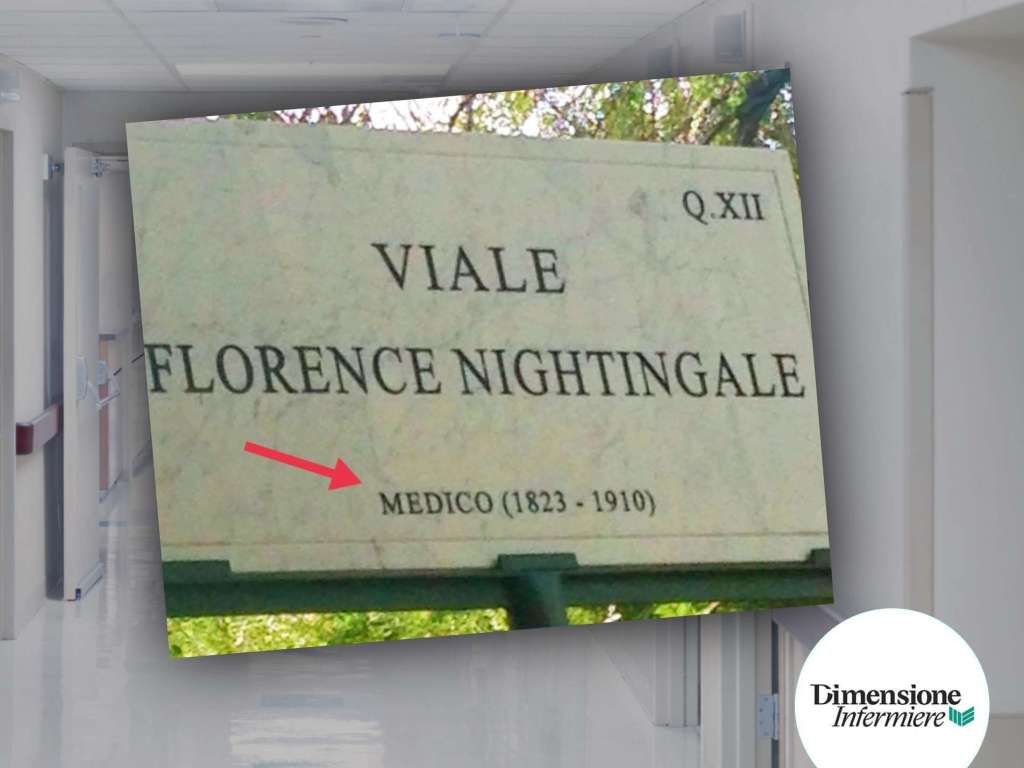 Q.XII
VIALE
FLORENCE NIGHTINGALE
MEDICO (1823 - 1910)
Dimensione
Infermiere